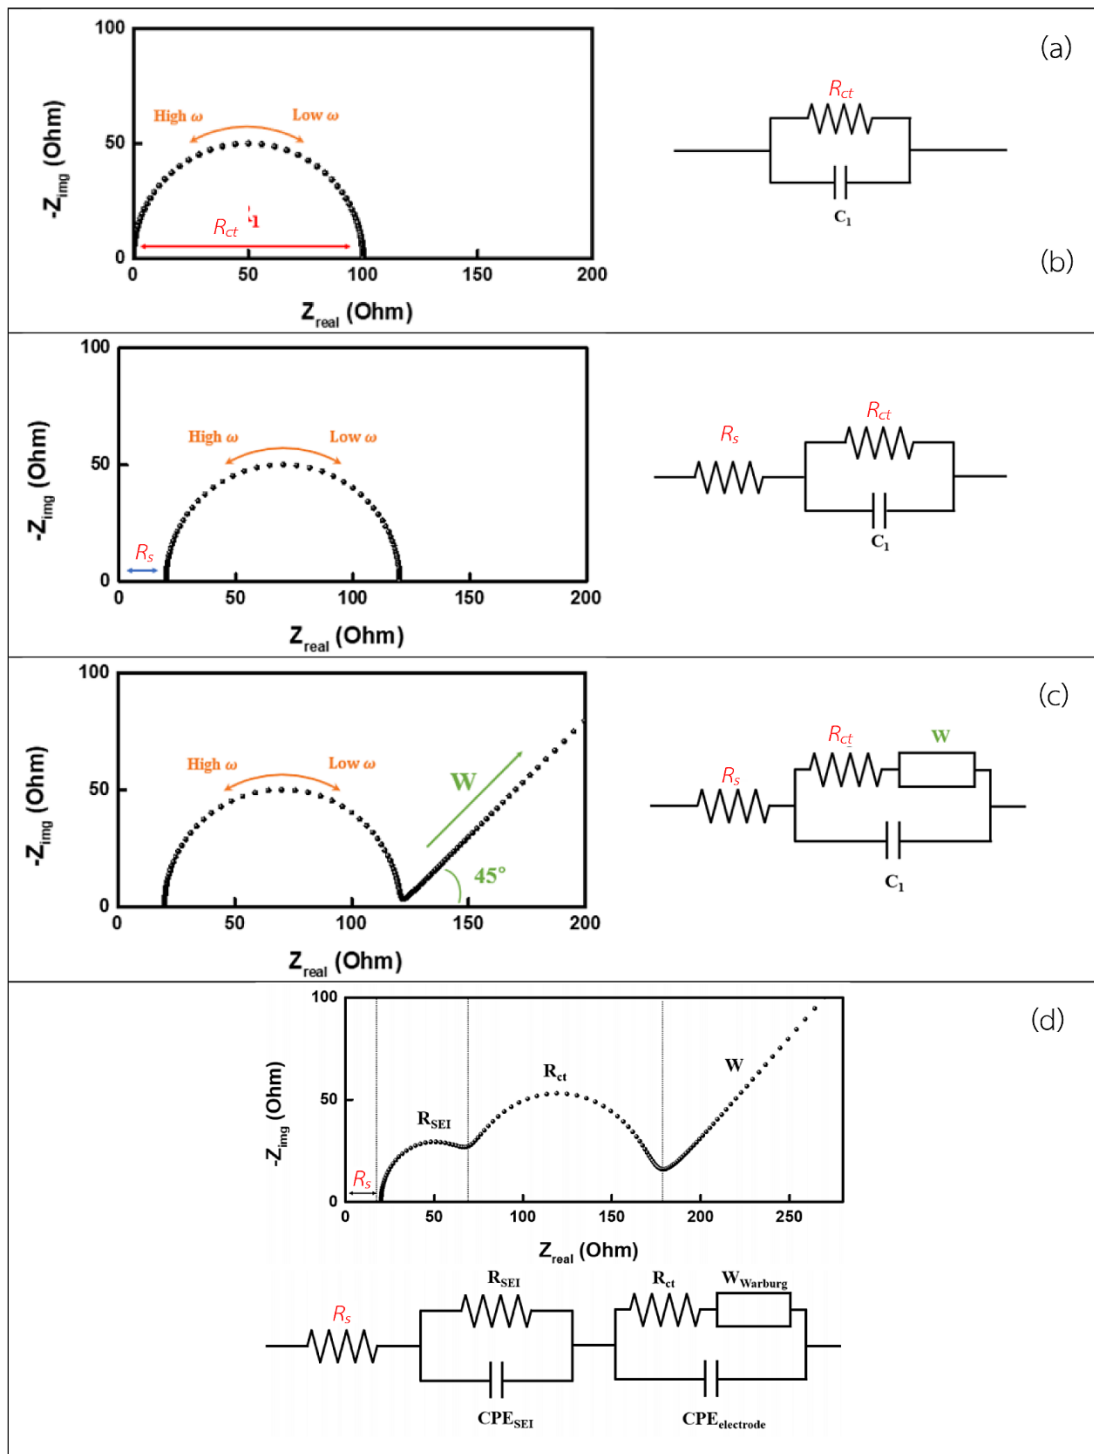 (a)
100
-Z_img (Ohm)
High ω
Low ω
50
R_ct
0
0
50
100
150
200
Z_real (Ohm)
R_ct
C_1
(b)
100
-Z_img (Ohm)
High ω
Low ω
50
R_s
0
0
50
100
150
200
Z_real (Ohm)
R_s
R_ct
C_1
(c)
100
-Z_img (Ohm)
High ω
Low ω
W
50
45°
0
0
50
100
150
200
Z_real (Ohm)
R_s
R_ct
W
C_1
(d)
100
-Z_img (Ohm)
R_SEI
R_ct
W
50
R_s
0
0
50
100
150
200
250
Z_real (Ohm)
R_s
R_SEI
CPE_SEI
R_ct
W_Warburg
CPE_electrode